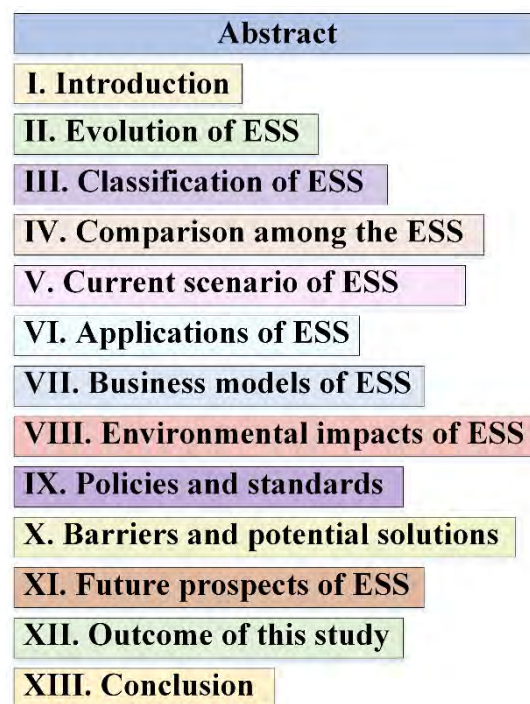 Abstract
I. Introduction
II. Evolution of ESS
III. Classification of ESS
IV. Comparison among the ESS
V. Current scenario of ESS
VI. Applications of ESS
VII. Business models of ESS
VIII. Environmental impacts of ESS
IX. Policies and standards
X. Barriers and potential solutions
XI. Future prospects of ESS
XII. Outcome of this study
XIII. Conclusion